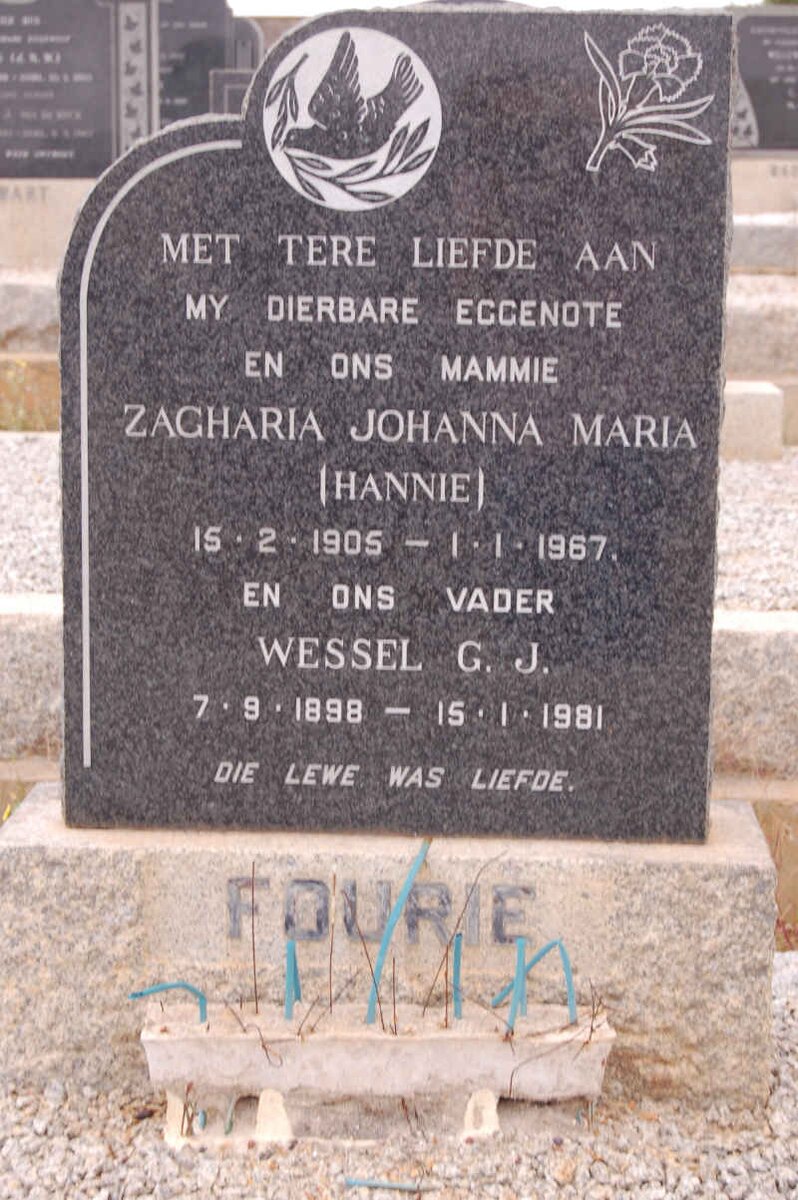 MET TERE LIEFDE AAN
MY DIERBARE EGGENOTE
EN ONS MAMMIE
ZAGHARIA JOHANNA MARIA
(HANNIE)
15·2·1905 – 1·1·1967.
EN ONS VADER
WESSEL G. J.
7·9·1898 – 15·1·1981
DIE LEWE WAS LIEFDE.
FOURIE